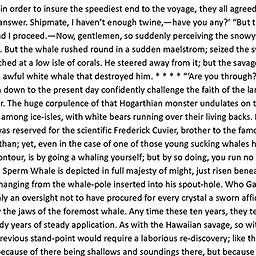 in order to insure the speediest end to the voyage, they all agreed
answer. Shipmate, I haven't enough twine,—have you any?' "But t
d I proceed.—Now, gentlemen, so suddenly perceiving the snowy
. But the whale rushed round in a sudden maelstrom; seized the s
ched at a low isle of corals. He steered away from it; but the savage
awful white whale that destroyed him. * * * * "'Are you through?'
n down to the present day confidently challenge the faith of the lan
r. The huge corpulence of that Hogarthian monster undulates on t
among ice-isles, with white bears running over their living backs. I
was reserved for the scientific Frederick Cuvier, brother to the famo
than; yet, even in the case of one of those young sucking whales h
ontour, is by going a whaling yourself; but by so doing, you run no
Sperm Whale is depicted in full majesty of might, just risen benea
hanging from the whale-pole inserted into his spout-hole. Who Ga
nly an oversight not to have procured for every crystal a sworn affid
y the jaws of the foremost whale. Any time these ten years, they te
dy years of steady application. As with the Hawaiian savage, so wit
revious stand-point would require a laborious re-discovery; like th
because of there being shallows and soundings there, but because